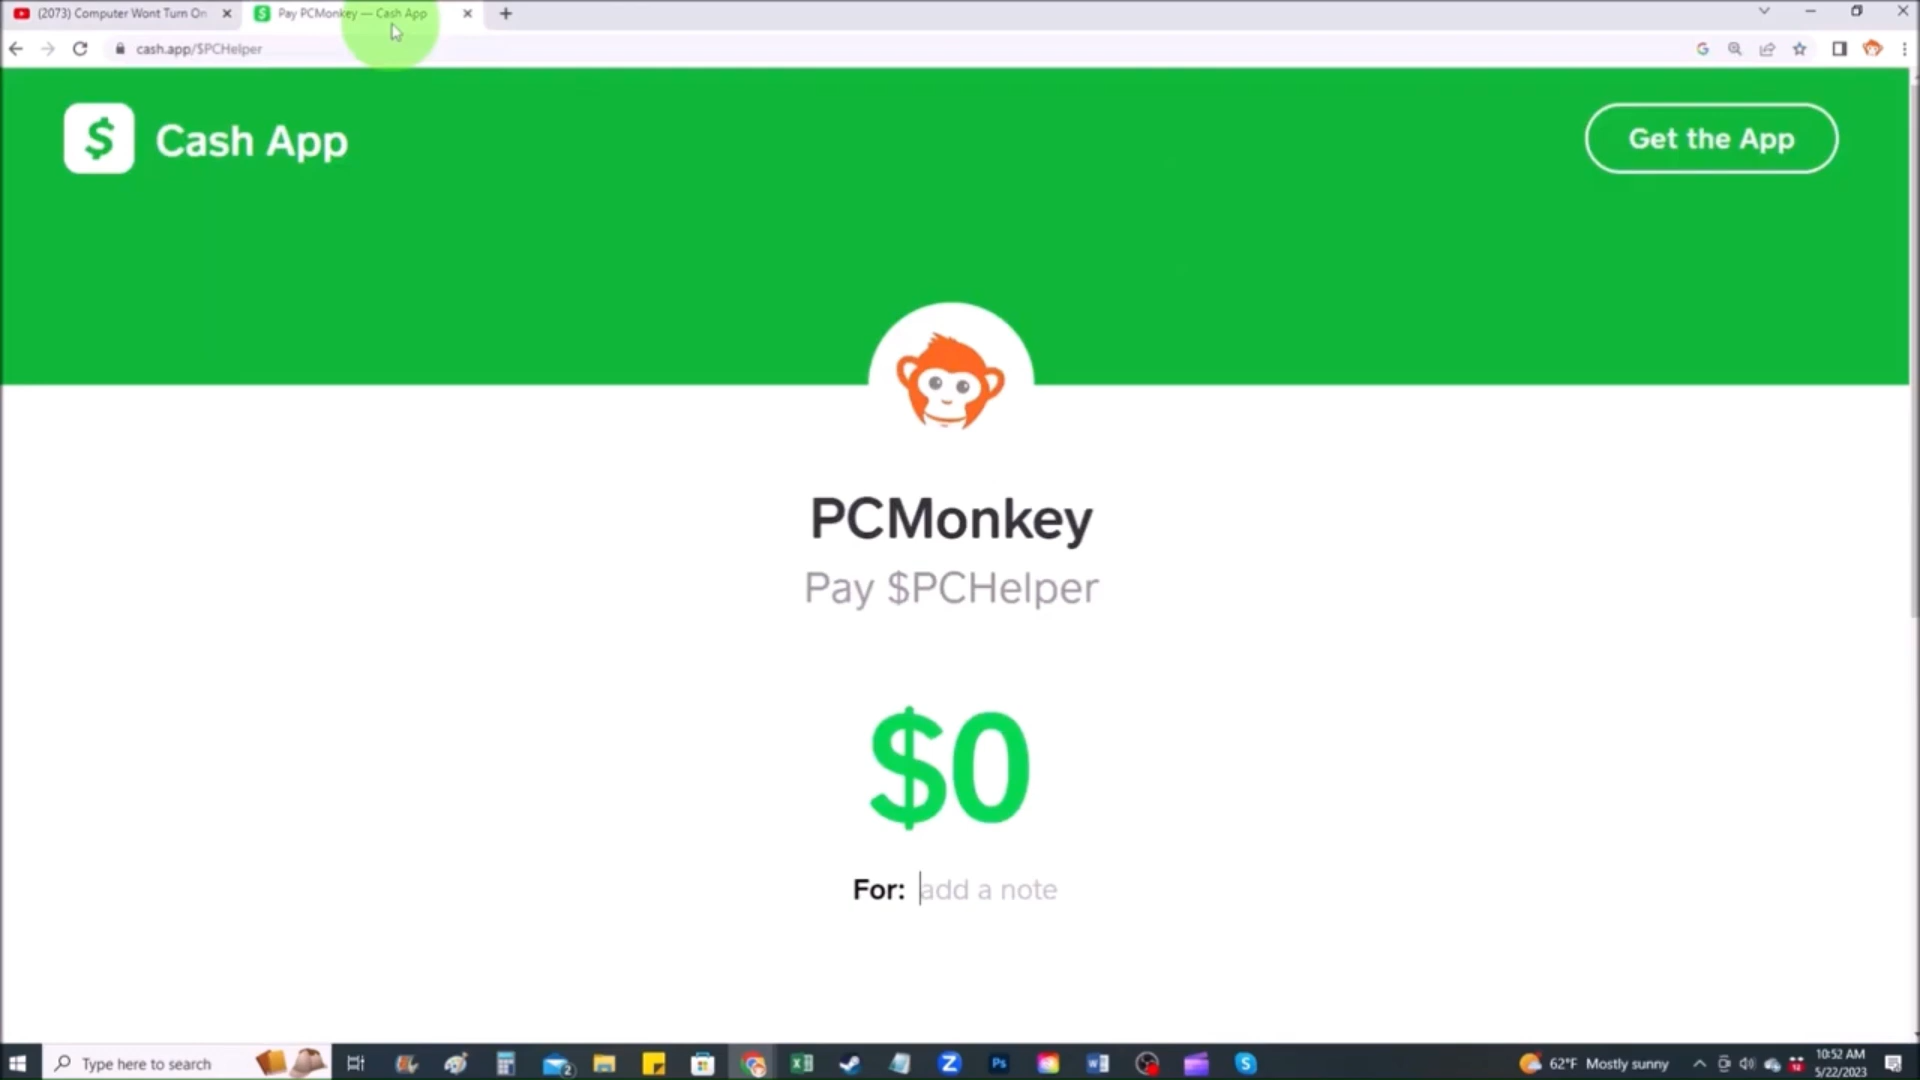 (2073) Computer Wont Turn On
Pay PCMonkey — Cash App
cash.app/$PCHelper
$ Cash App
Get the App
PCMonkey
Pay $PCHelper
$0
For: add a note
Type here to search
62°F Mostly sunny
10:52 AM
5/22/2023